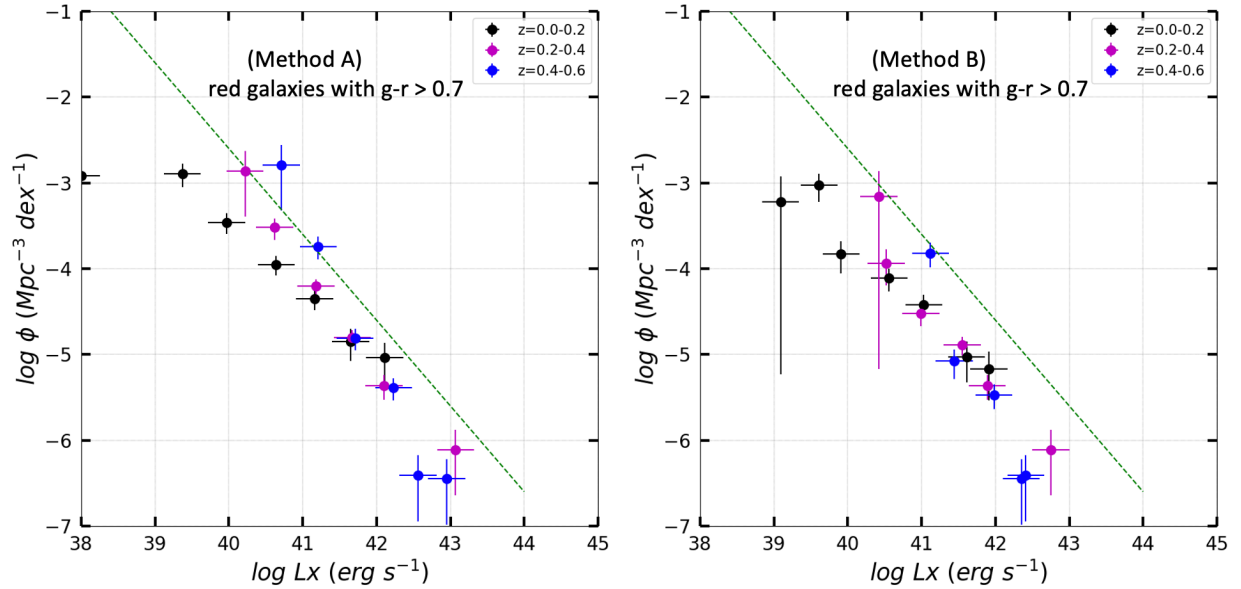 −1
−2
−3
−4
−5
−6
−7
log ϕ (Mpc⁻³ dex⁻¹)
(Method A)
red galaxies with g-r > 0.7
z=0.0-0.2
z=0.2-0.4
z=0.4-0.6
38 39 40 41 42 43 44 45
log Lx (erg s⁻¹)
−1
−2
−3
−4
−5
−6
−7
log ϕ (Mpc⁻³ dex⁻¹)
(Method B)
red galaxies with g-r > 0.7
z=0.0-0.2
z=0.2-0.4
z=0.4-0.6
38 39 40 41 42 43 44 45
log Lx (erg s⁻¹)